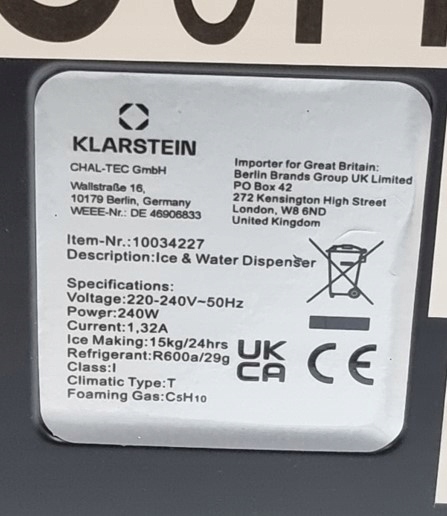 KLARSTEIN
CHAL-TEC GmbH
Wallstraße 16,
10179 Berlin, Germany
WEEE-Nr.: DE 46906833
Importer for Great Britain:
Berlin Brands Group UK Limited
PO Box 42
272 Kensington High Street
London, W8 6ND
United Kingdom
Item-Nr.:10034227
Description:Ice & Water Dispenser
Specifications:
Voltage:220-240V~50Hz
Power:240W
Current:1,32A
Ice Making:15kg/24hrs
Refrigerant:R600a/29g
Class:I
Climatic Type:T
Foaming Gas:C5H10
UK
CA
CE